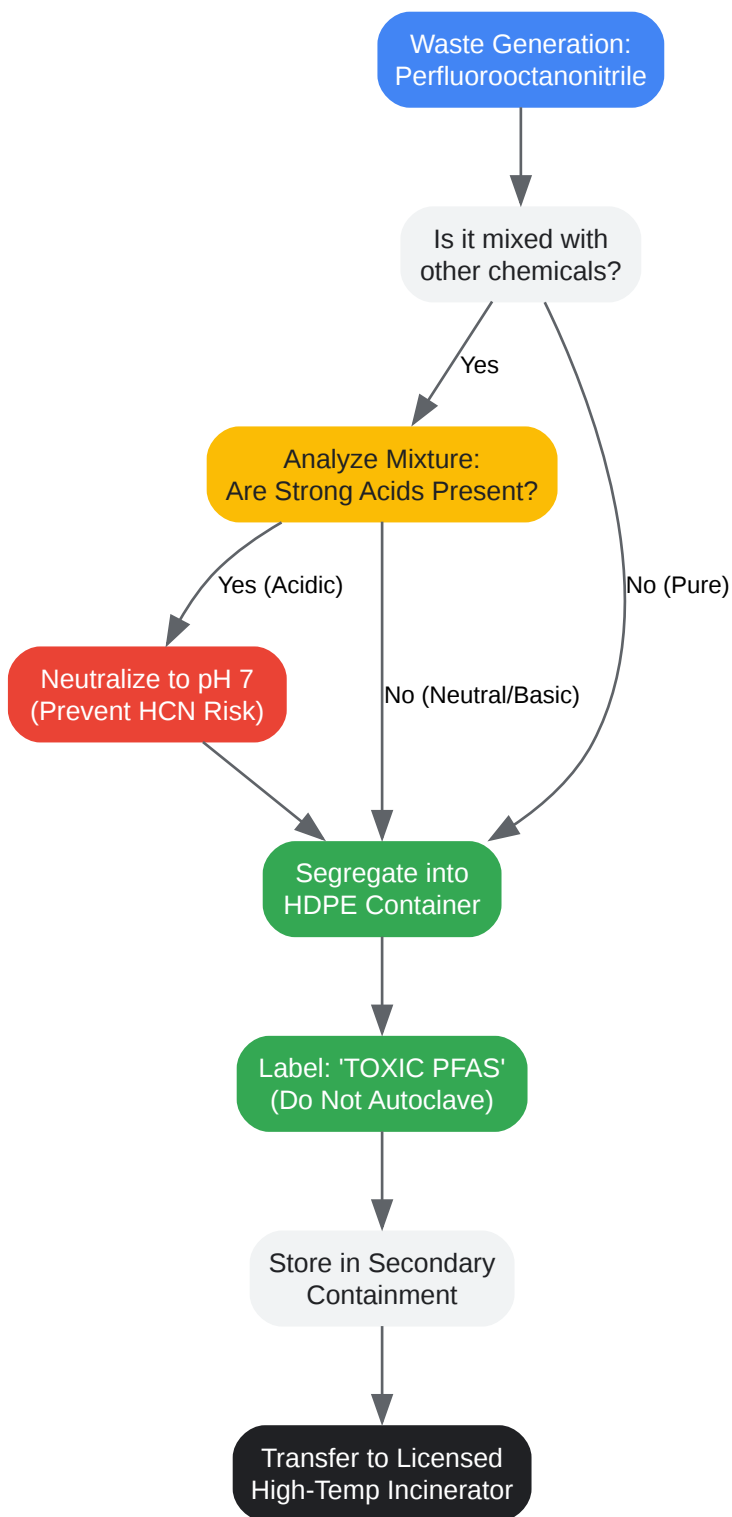 Waste Generation:
Perfluorooctanonitrile
Is it mixed with
other chemicals?
Yes
Analyze Mixture:
Are Strong Acids Present?
Yes (Acidic)
No (Pure)
Neutralize to pH 7
(Prevent HCN Risk)
No (Neutral/Basic)
Segregate into
HDPE Container
Label: 'TOXIC PFAS'
(Do Not Autoclave)
Store in Secondary
Containment
Transfer to Licensed
High-Temp Incinerator